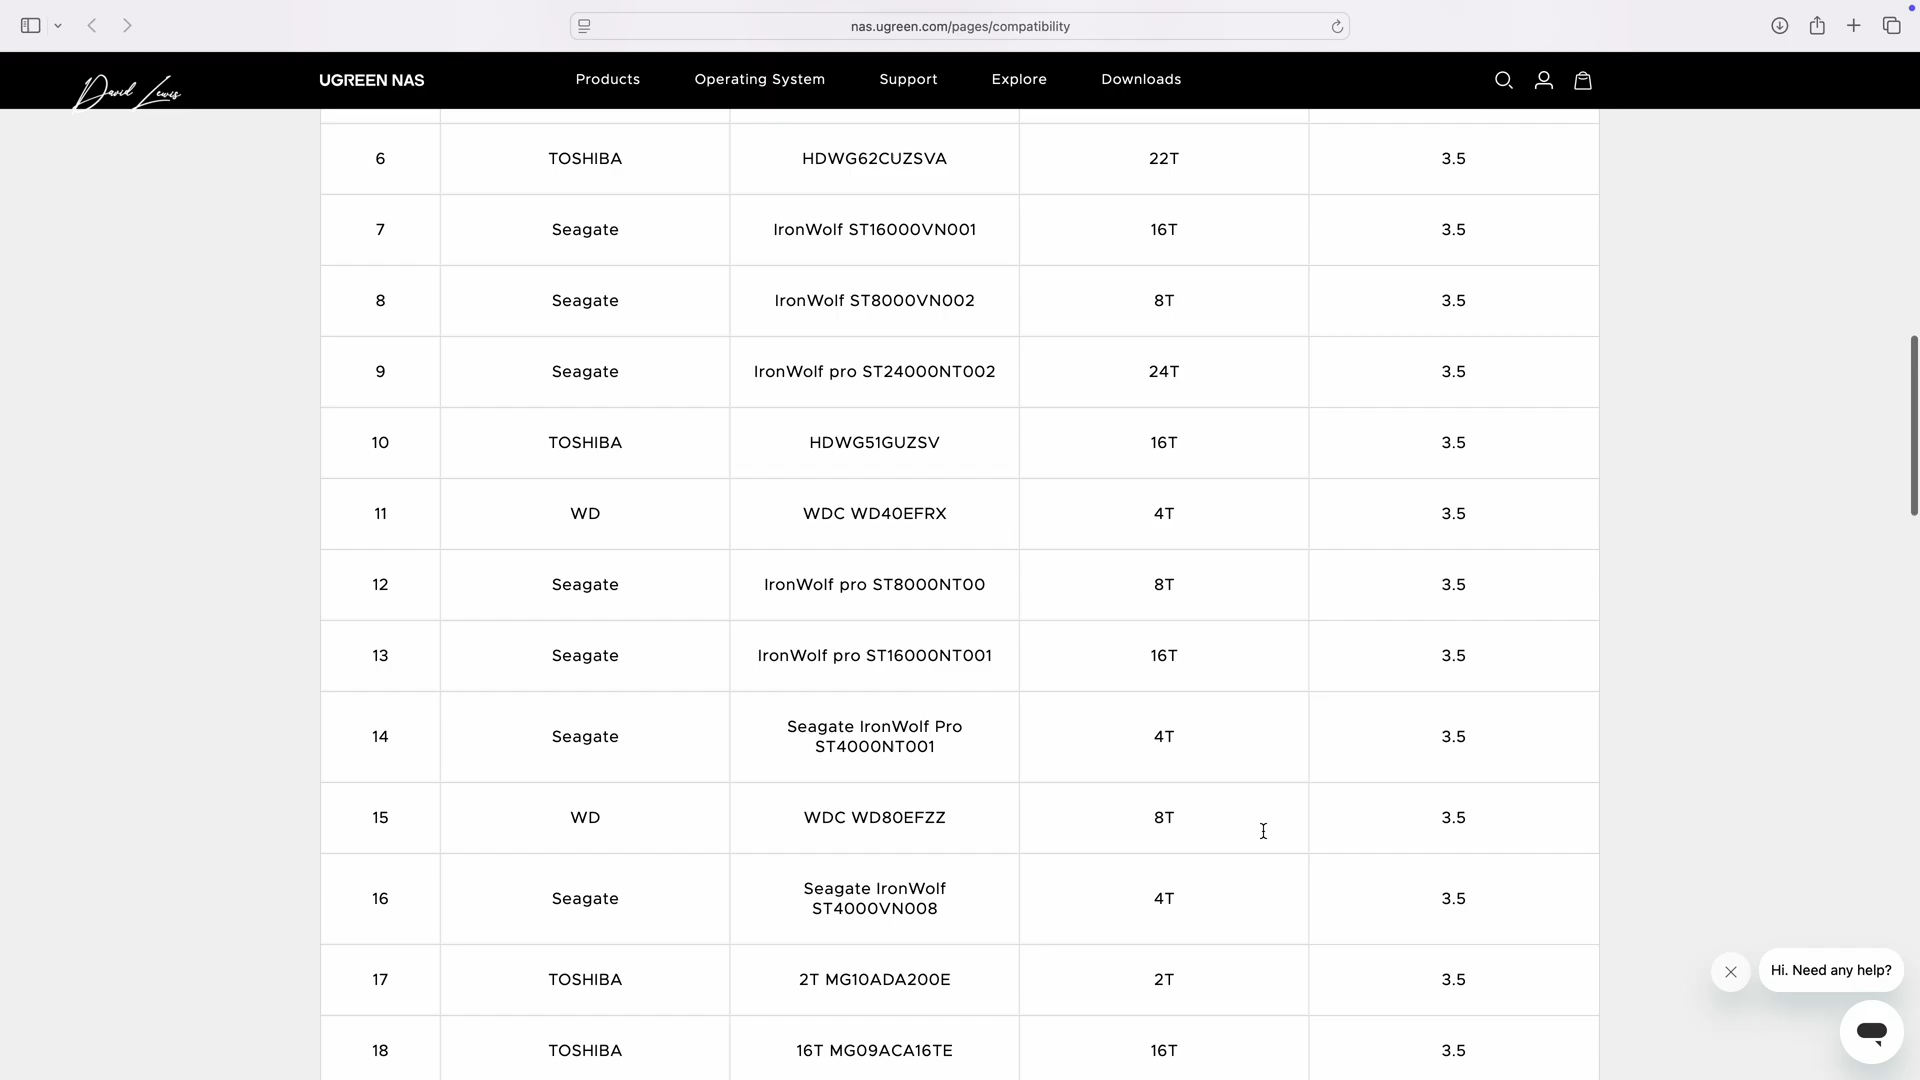 nas.ugreen.com/pages/compatibility
David Lewis
UGREEN NAS
Products
Operating System
Support
Explore
Downloads
6 TOSHIBA HDWG62CUZSVA 22T 3.5
7 Seagate IronWolf ST16000VN001 16T 3.5
8 Seagate IronWolf ST8000VN002 8T 3.5
9 Seagate IronWolf pro ST24000NT002 24T 3.5
10 TOSHIBA HDWG51GUZSV 16T 3.5
11 WD WDC WD40EFRX 4T 3.5
12 Seagate IronWolf pro ST8000NT00 8T 3.5
13 Seagate IronWolf pro ST16000NT001 16T 3.5
14 Seagate Seagate IronWolf Pro
ST4000NT001 4T 3.5
15 WD WDC WD80EFZZ 8T 3.5
16 Seagate Seagate IronWolf
ST4000VN008 4T 3.5
17 TOSHIBA 2T MG10ADA200E 2T 3.5
18 TOSHIBA 16T MG09ACA16TE 16T 3.5
Hi. Need any help?